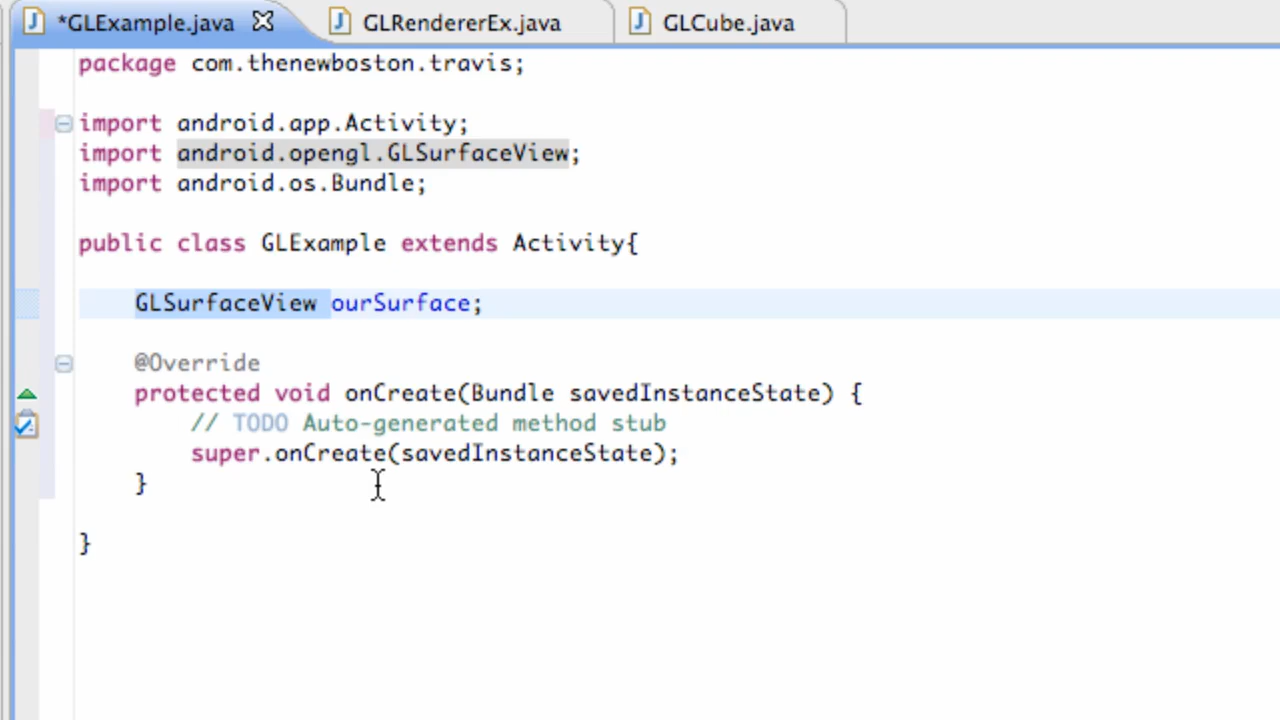 *GLExample.java GLRendererEx.java GLCube.java
package com.thenewboston.travis;
import android.app.Activity;
import android.opengl.GLSurfaceView;
import android.os.Bundle;
public class GLExample extends Activity{
GLSurfaceView ourSurface;
@Override
protected void onCreate(Bundle savedInstanceState) {
// TODO Auto-generated method stub
super.onCreate(savedInstanceState);
}
}